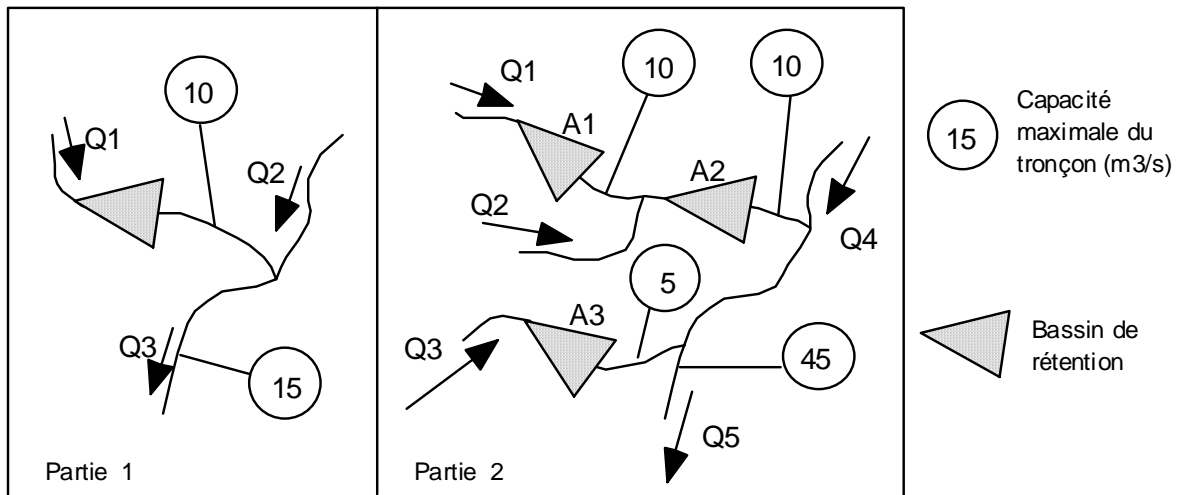 10
Q1
Q2
Q3
15
Partie 1
Q1
10
10
A1
A2
Q2
Q4
5
A3
Q3
45
Q5
Partie 2
15
Capacité
maximale du
tronçon (m3/s)
Bassin de
rétention